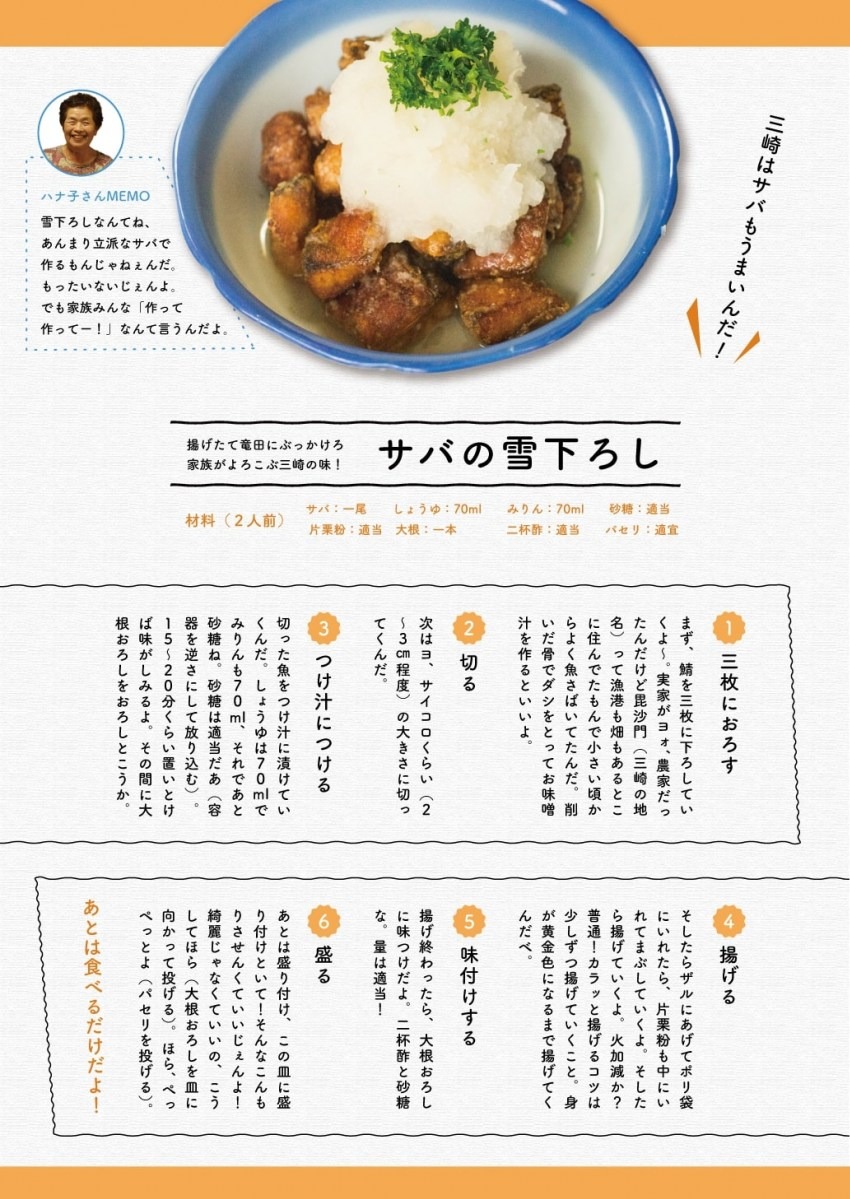 三崎はサバもうまいんだ！
ハナ子さんMEMO
雪下ろしなんてね、
あんまり立派なサバで
作るもんじゃねぇんだ。
もったいないじぇんよ。
でも家族みんな「作って
作ってー！」なんて言うんだよ。
揚げたて竜田にぶっかけろ
家族がよろこぶ三崎の味！
サバの雪下ろし
材料（２人前）
サバ：一尾　しょうゆ：70ml　みりん：70ml　砂糖：適当
片栗粉：適当　大根：一本　二杯酢：適当　パセリ：適宜
1 三枚におろす
まず、鯖を三枚に下ろしてい
くよ〜。実家がヨォ、農家だっ
たんだけど毘沙門（三崎の地
名）って漁港も畑もあるとこ
に住んでたもんで小さい頃か
らよく魚さばいてたんだ。削
いだ骨でダシをとってお味噌
汁を作るといいよ。
2 切る
次はヨ、サイコロくらい（２
〜３㎝程度）の大きさに切っ
てくんだ。
3 つけ汁につける
切った魚をつけ汁に漬けてい
くんだ。しょうゆは７０ｍｌで
みりんも７０ｍｌ、それであと
砂糖ね。砂糖は適当だあ（容
器を逆さにして放り込む）。
１５〜２０分くらい置いとけ
ば味がしみるよ。その間に大
根おろしをおろしとこうか。
4 揚げる
そしたらザルにあげてポリ袋
にいれたら、片栗粉も中にい
れてまぶしていくよ。そした
ら揚げていくよ。火加減か？
普通！カラッと揚げるコツは
少しずつ揚げていくこと。身
が黄金色になるまで揚げてく
んだべ。
5 味付けする
揚げ終わったら、大根おろし
に味つけだよ。二杯酢と砂糖
な。量は適当！
6 盛る
あとは盛り付け、この皿に盛
り付けといて！そんなこんも
りさせんくていいじぇんよ！
綺麗じゃなくていいの、こう
してほら（大根おろしを皿に
向かって投げる）。ほら、ぺっ
ぺっとよ（パセリを投げる）。
あとは食べるだけだよ！